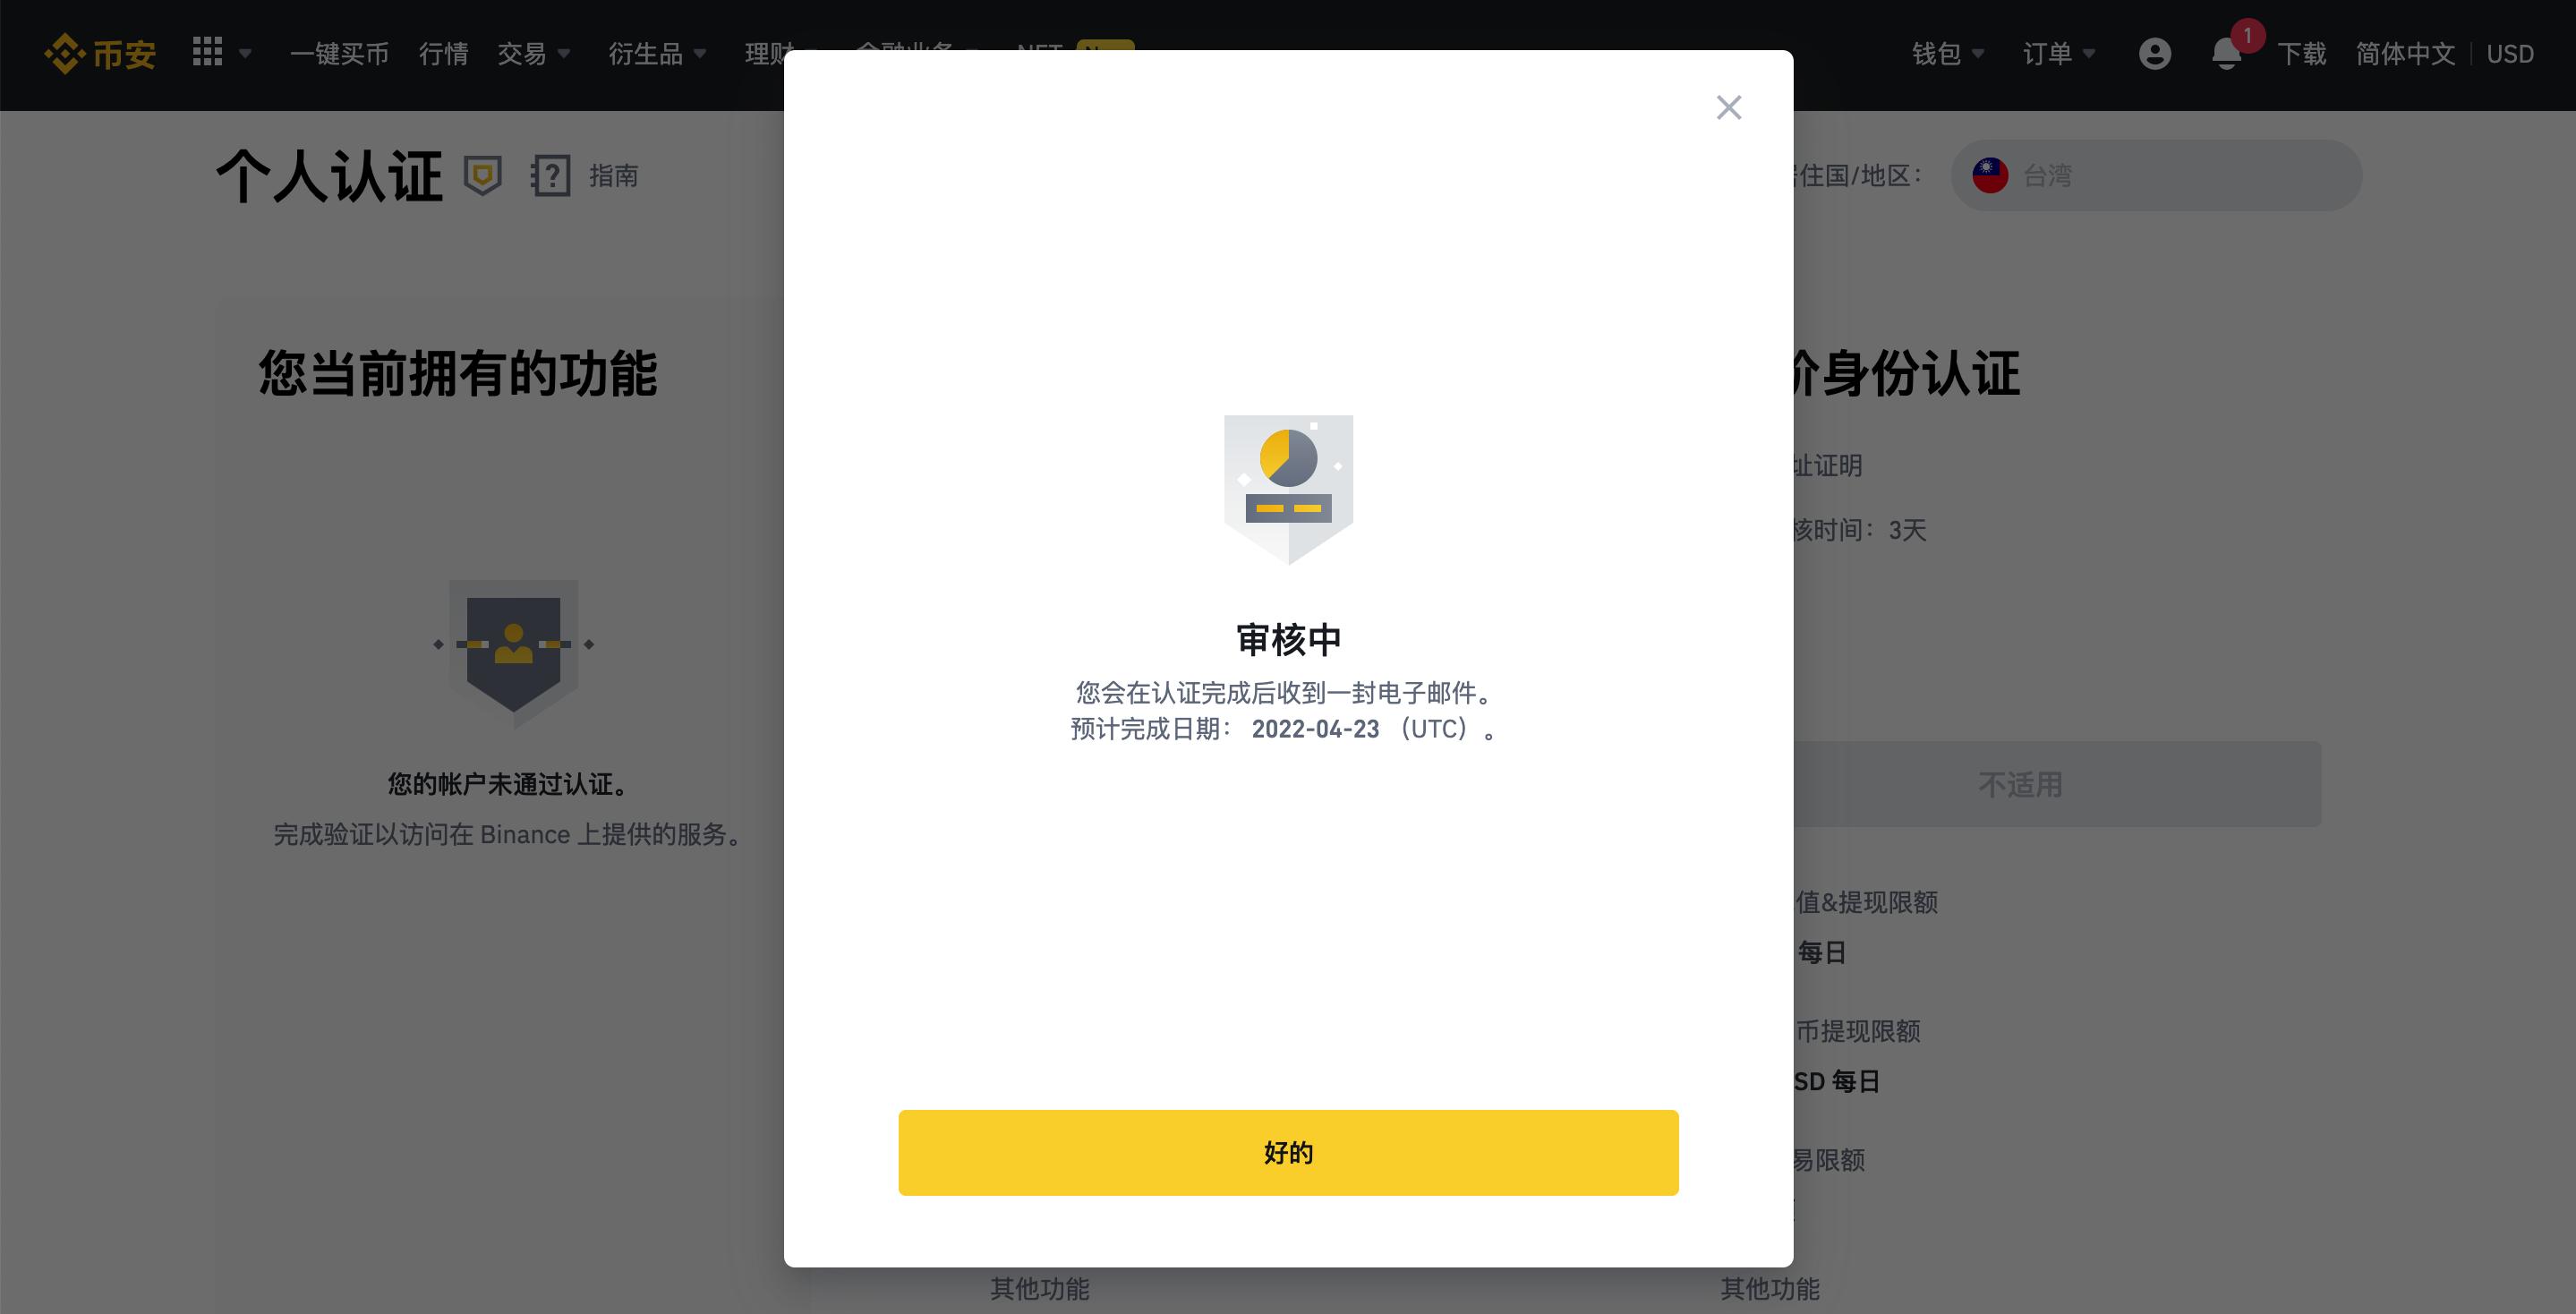 币安 一键买币 行情 交易 衍生品 理财 钱包 订单 1 下载 简体中文 USD
个人认证 指南 住国/地区： 台湾
您当前拥有的功能
身份认证
址证明
核时间：3天
审核中
您会在认证完成后收到一封电子邮件。
预计完成日期： 2022-04-23 （UTC）。
您的帐户未通过认证。
不适用
完成验证以访问在 Binance 上提供的服务。
值&提现限额
每日
币提现限额
SD 每日
好的
易限额
其他功能 其他功能